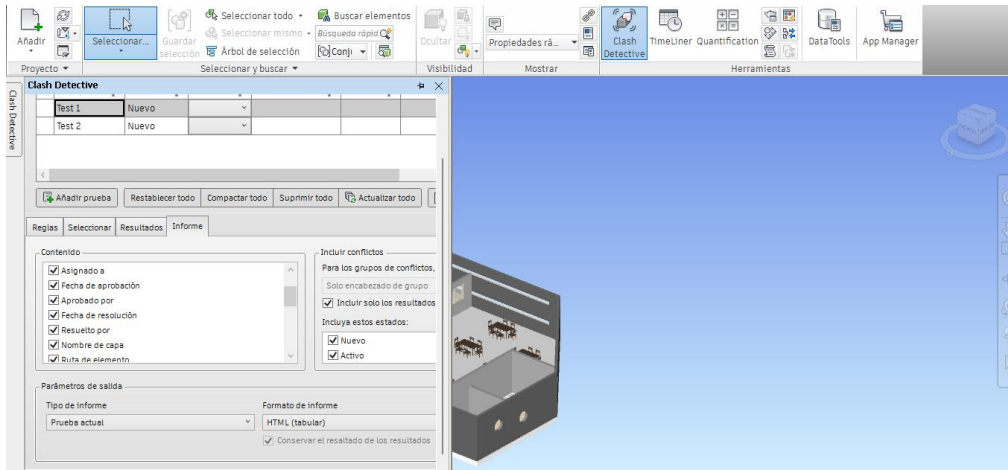 Añadir
Proyecto
Seleccionar...
Guardar selección
Seleccionar todo
Seleccionar mismo
Árbol de selección
Buscar elementos
Búsqueda rápid
Conju
Seleccionar y buscar
Ocultar
Visibilidad
Propiedades rá...
Mostrar
Clash Detective
TimeLiner
Quantification
Herramientas
DataTools
App Manager
Clash Detective
Clash Detective
Test 1 Nuevo
Test 2 Nuevo
Añadir prueba Restablecer todo Compactar todo Suprimir todo Actualizar todo
Reglas Seleccionar Resultados Informe
Contenido
Asignado a
Fecha de aprobación
Aprobado por
Fecha de resolución
Resuelto por
Nombre de capa
Ruta de elemento
Incluir conflictos
Para los grupos de conflictos,
Solo encabezado de grupo
Incluir solo los resultados
Incluya estos estados:
Nuevo
Activo
Parámetros de salida
Tipo de informe
Prueba actual
Formato de informe
HTML (tabular)
Conservar el resaltado de los resultados